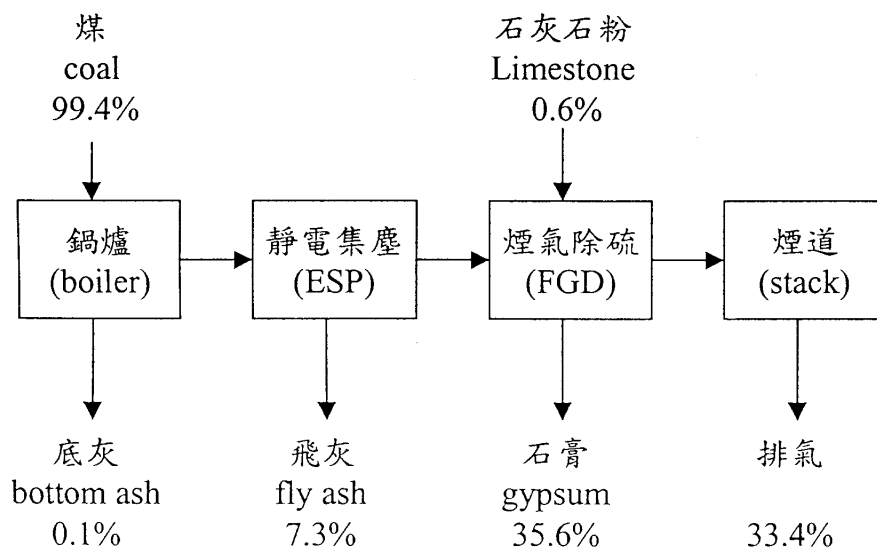 煤
coal
99.4%
石灰石粉
Limestone
0.6%
鍋爐
(boiler)
靜電集塵
(ESP)
煙氣除硫
(FGD)
煙道
(stack)
底灰
bottom ash
0.1%
飛灰
fly ash
7.3%
石膏
gypsum
35.6%
排氣
33.4%